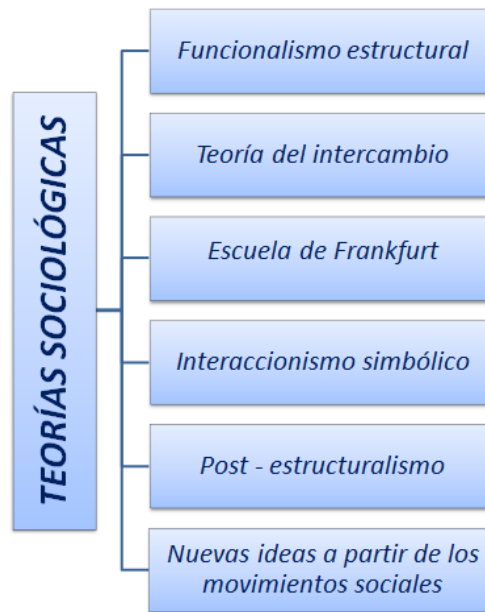 TEORÍAS SOCIOLÓGICAS
Funcionalismo estructural
Teoría del intercambio
Escuela de Frankfurt
Interaccionismo simbólico
Post - estructuralismo
Nuevas ideas a partir de los
movimientos sociales